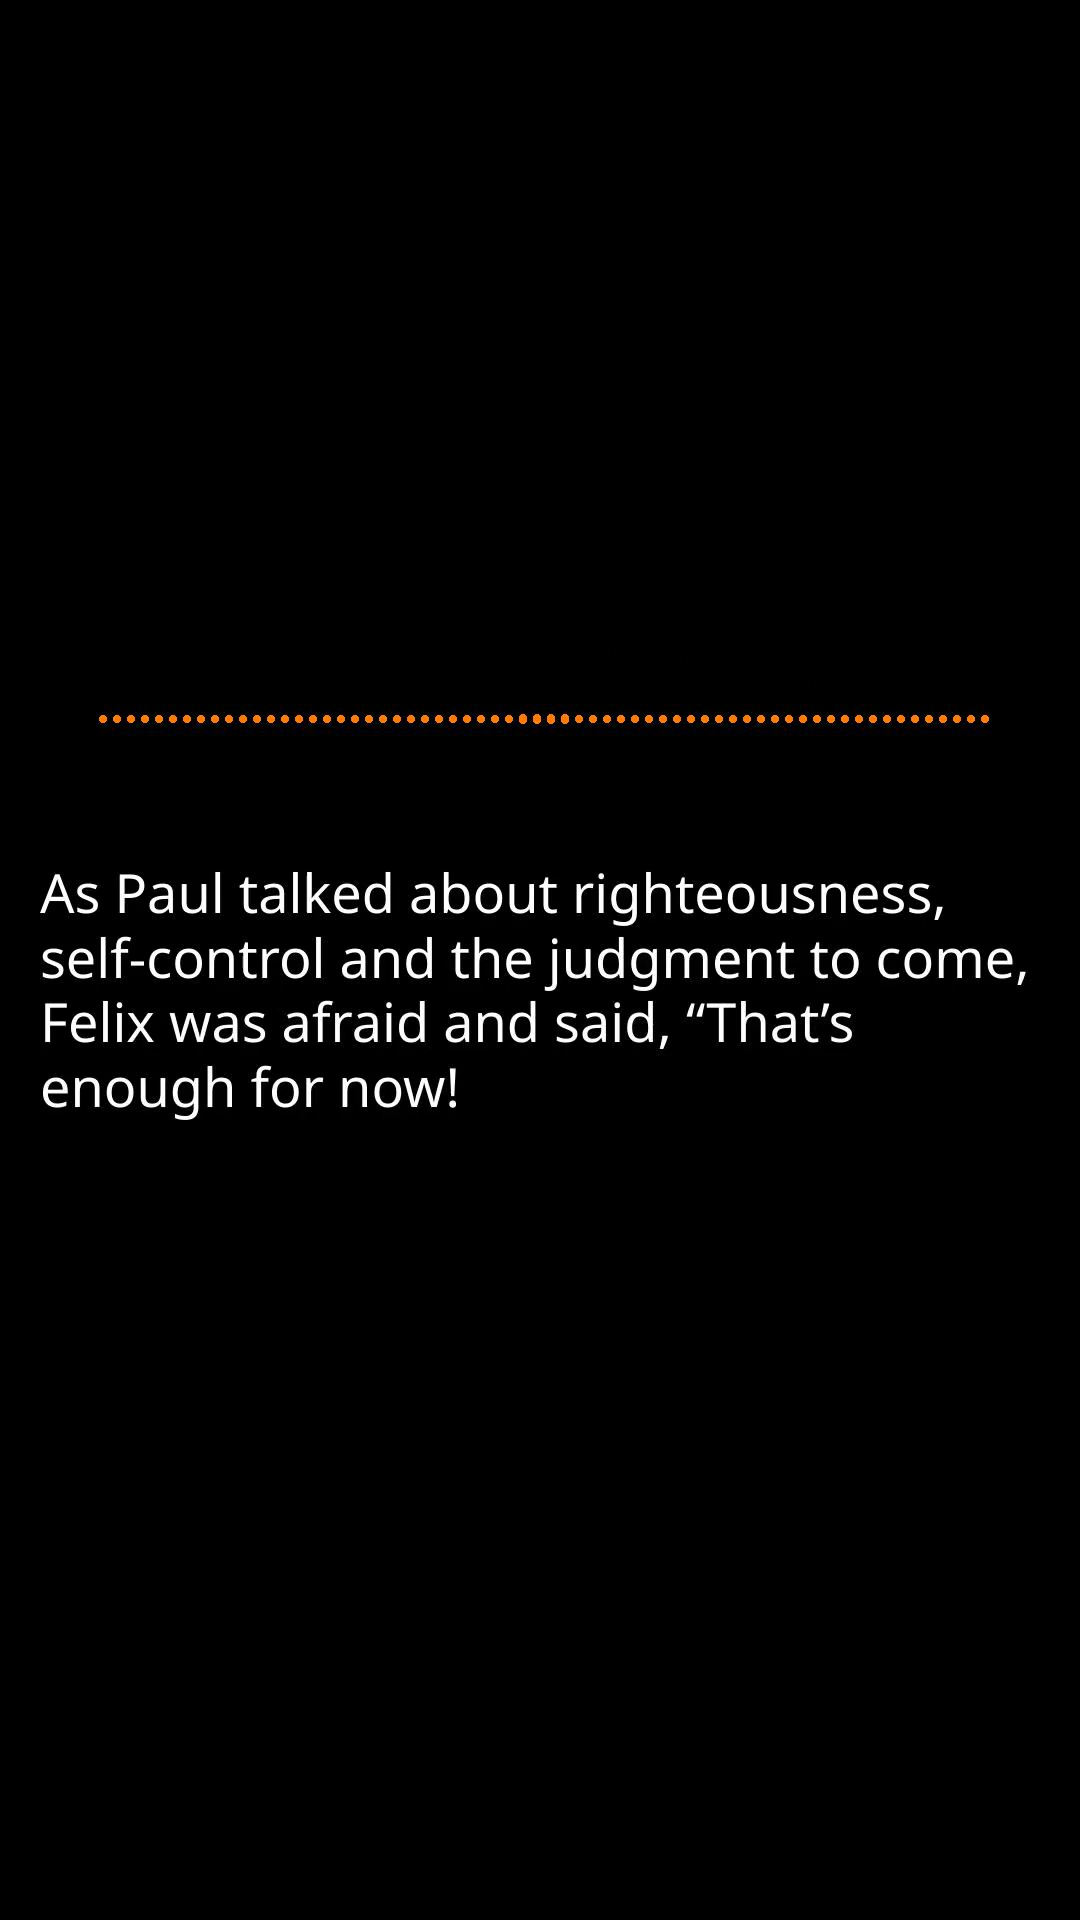 As Paul talked about righteousness,
self-control and the judgment to come,
Felix was afraid and said, “That’s
enough for now!